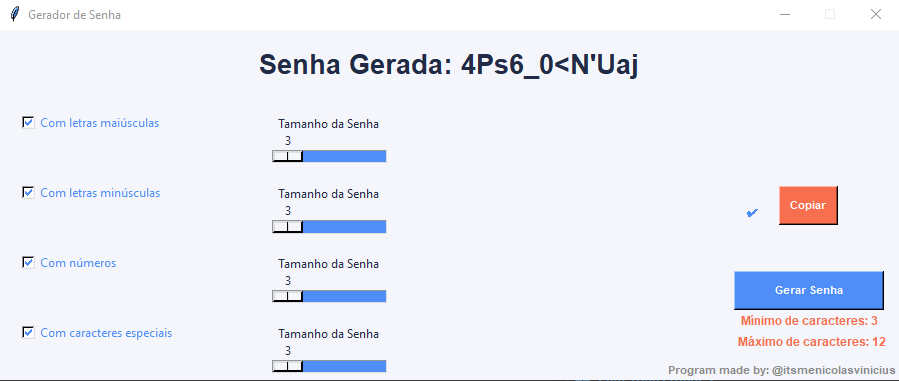 Gerador de Senha
Senha Gerada: 4Ps6_0<N'Uaj
Com letras maiúsculas
Tamanho da Senha
3
Com letras minúsculas
Tamanho da Senha
3
Copiar
Com números
Tamanho da Senha
3
Gerar Senha
Mínimo de caracteres: 3
Com caracteres especiais
Tamanho da Senha
3
Máximo de caracteres: 12
Program made by: @itsmenicolasvinicius